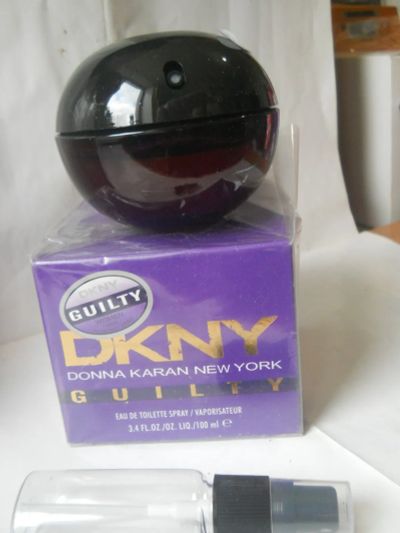 DKNY
GUILTY
DKNY
DONNA KARAN NEW YORK
GUILTY
EAU DE TOILETTE SPRAY / VAPORISATEUR
3.4 FL.OZ./OZ. LIQ./100 ml ℮